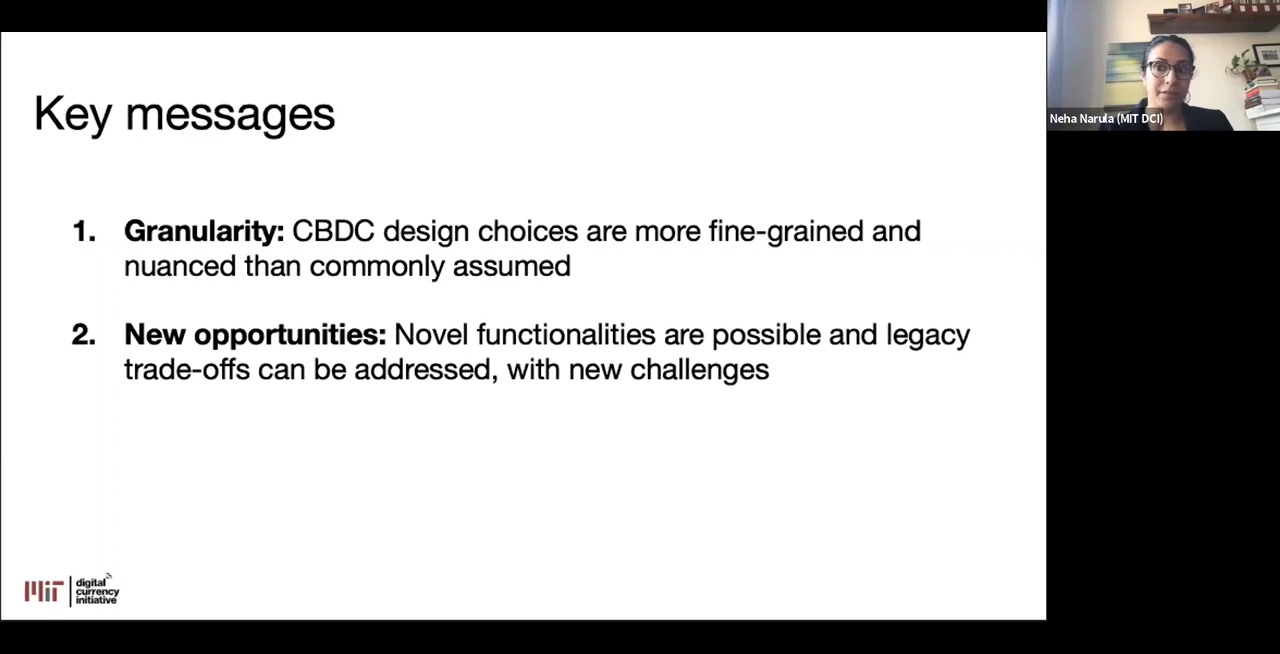 Key messages
1. Granularity: CBDC design choices are more fine-grained and
nuanced than commonly assumed
2. New opportunities: Novel functionalities are possible and legacy
trade-offs can be addressed, with new challenges
MIT
digital
currency
initiative
Neha Narula (MIT DCI)